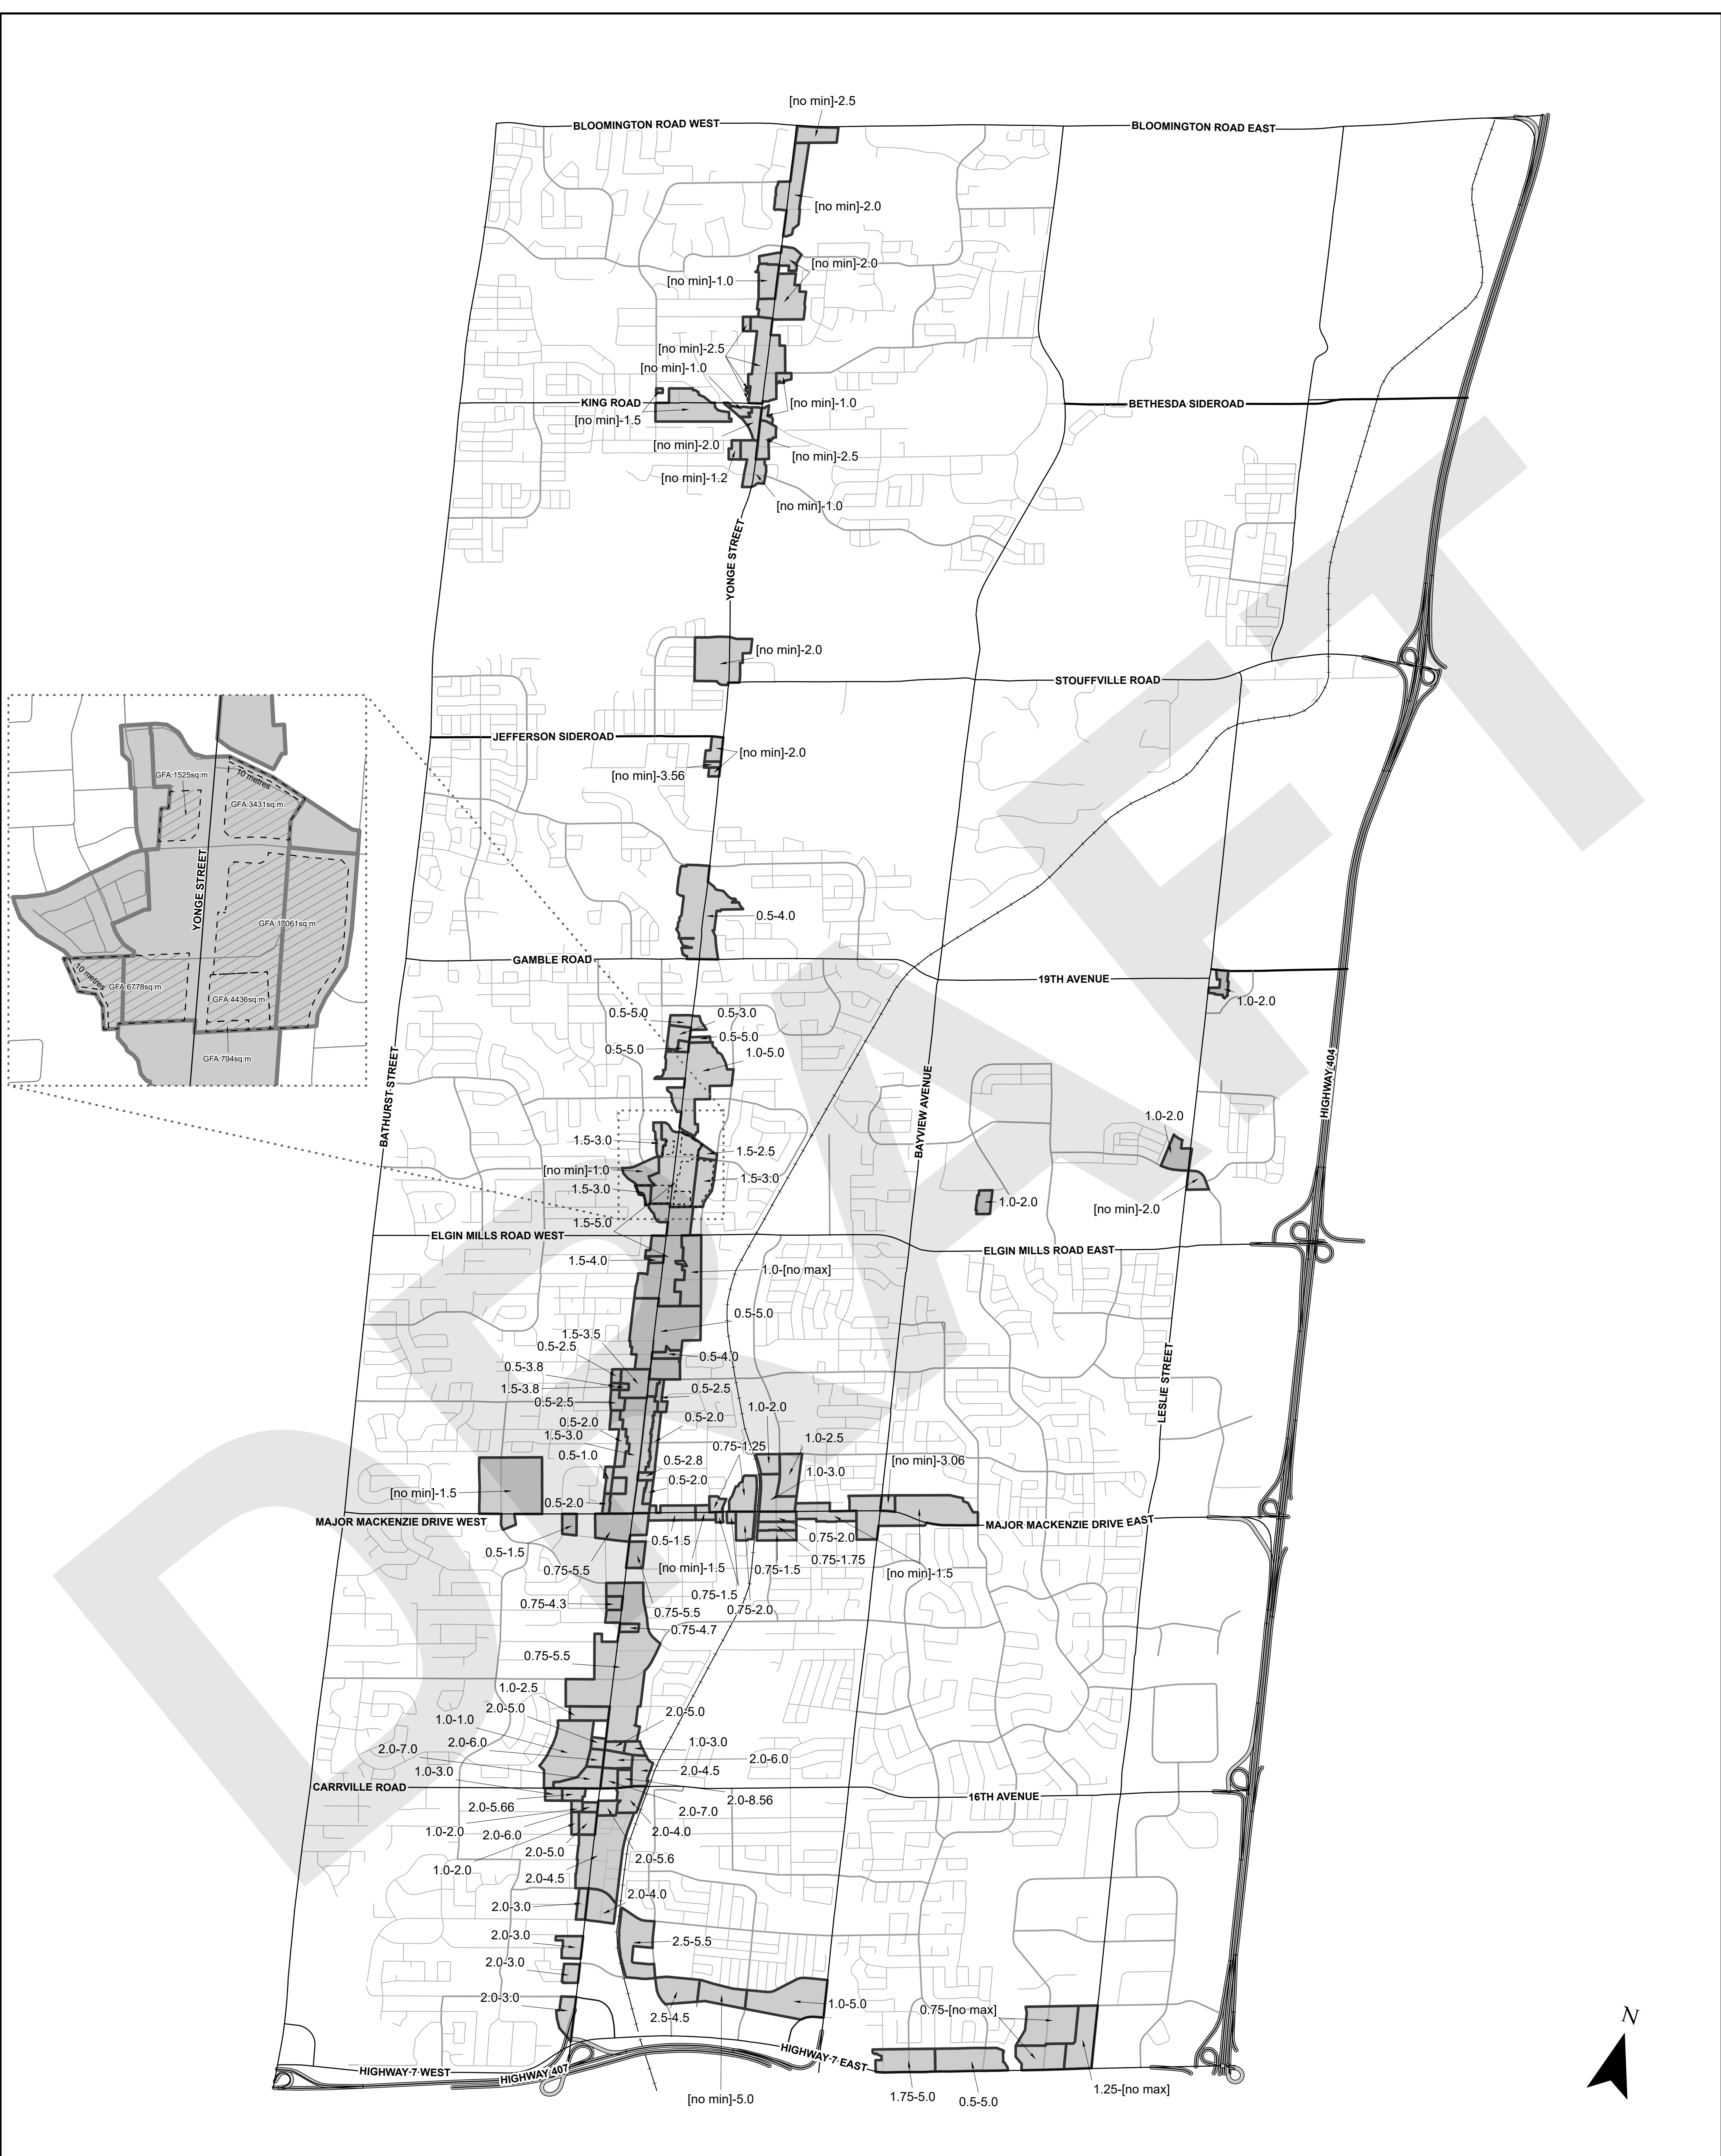 [no min]-2.5
BLOOMINGTON ROAD WEST
BLOOMINGTON ROAD EAST
[no min]-2.0
[no min]-2.0
[no min]-1.0
[no min]-2.5
[no min]-1.0
KING ROAD
[no min]-1.0
BETHESDA SIDEROAD
[no min]-1.5
[no min]-2.0
[no min]-2.5
[no min]-1.2
[no min]-1.0
YONGE STREET
[no min]-2.0
STOUFFVILLE ROAD
JEFFERSON SIDEROAD
[no min]-2.0
[no min]-3.56
GFA:1525sq.m.
10 metres
GFA:3431sq.m.
YONGE STREET
GFA:17061sq.m.
10 metres
GFA:6778sq.m.
GFA:4436sq.m.
GFA:794sq.m.
0.5-4.0
GAMBLE ROAD
19TH AVENUE
1.0-2.0
0.5-5.0
0.5-3.0
0.5-5.0
0.5-5.0
1.0-5.0
BATHURST STREET
BAYVIEW AVENUE
HIGHWAY 404
1.0-2.0
1.5-3.0
1.5-2.5
[no min]-1.0
1.5-3.0
1.5-3.0
1.0-2.0
[no min]-2.0
1.5-5.0
ELGIN MILLS ROAD WEST
ELGIN MILLS ROAD EAST
1.5-4.0
1.0-[no max]
0.5-5.0
1.5-3.5
0.5-2.5
0.5-4.0
0.5-3.8
1.5-3.8
0.5-2.5
0.5-2.5
LESLIE STREET
0.5-2.0
0.5-2.0
1.0-2.0
1.5-3.0
0.75-1.25
1.0-2.5
0.5-1.0
0.5-2.8
[no min]-3.06
1.0-3.0
0.5-2.0
[no min]-1.5
0.5-2.0
MAJOR MACKENZIE DRIVE WEST
MAJOR MACKENZIE DRIVE EAST
0.5-1.5
0.5-1.5
0.75-2.0
0.75-1.75
0.75-5.5
[no min]-1.5
0.75-1.5
[no min]-1.5
0.75-1.5
0.75-4.3
0.75-5.5
0.75-2.0
0.75-4.7
0.75-5.5
1.0-2.5
2.0-5.0
2.0-5.0
1.0-1.0
2.0-6.0
1.0-3.0
2.0-7.0
2.0-6.0
1.0-3.0
2.0-4.5
CARRVILLE ROAD
16TH AVENUE
2.0-8.56
2.0-5.66
2.0-7.0
1.0-2.0
2.0-6.0
2.0-4.0
2.0-5.0
2.0-5.6
1.0-2.0
2.0-4.5
2.0-4.0
2.0-3.0
2.0-3.0
2.5-5.5
2.0-3.0
2.0-3.0
1.0-5.0
2.5-4.5
0.75-[no max]
HIGHWAY 7 EAST
HIGHWAY 7 WEST
HIGHWAY 407
[no min]-5.0
1.75-5.0
0.5-5.0
1.25-[no max]
N
DRAFT